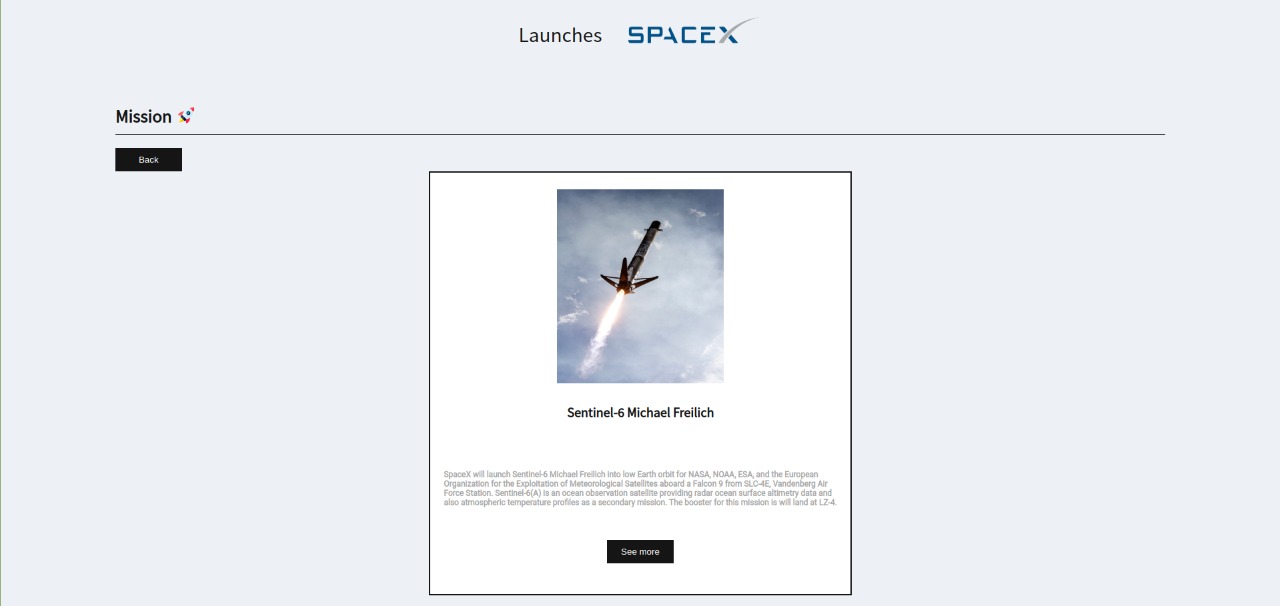 Launches SPACEX
Mission 🚀
Back
Sentinel-6 Michael Freilich
SpaceX will launch Sentinel-6 Michael Freilich into low Earth orbit for NASA, NOAA, ESA, and the European
Organization for the Exploitation of Meteorological Satellites aboard a Falcon 9 from SLC-4E, Vandenberg Air
Force Station. Sentinel-6(A) is an ocean observation satellite providing radar ocean surface altimetry data and
also atmospheric temperature profiles as a secondary mission. The booster for this mission is will land at LZ-4.
See more